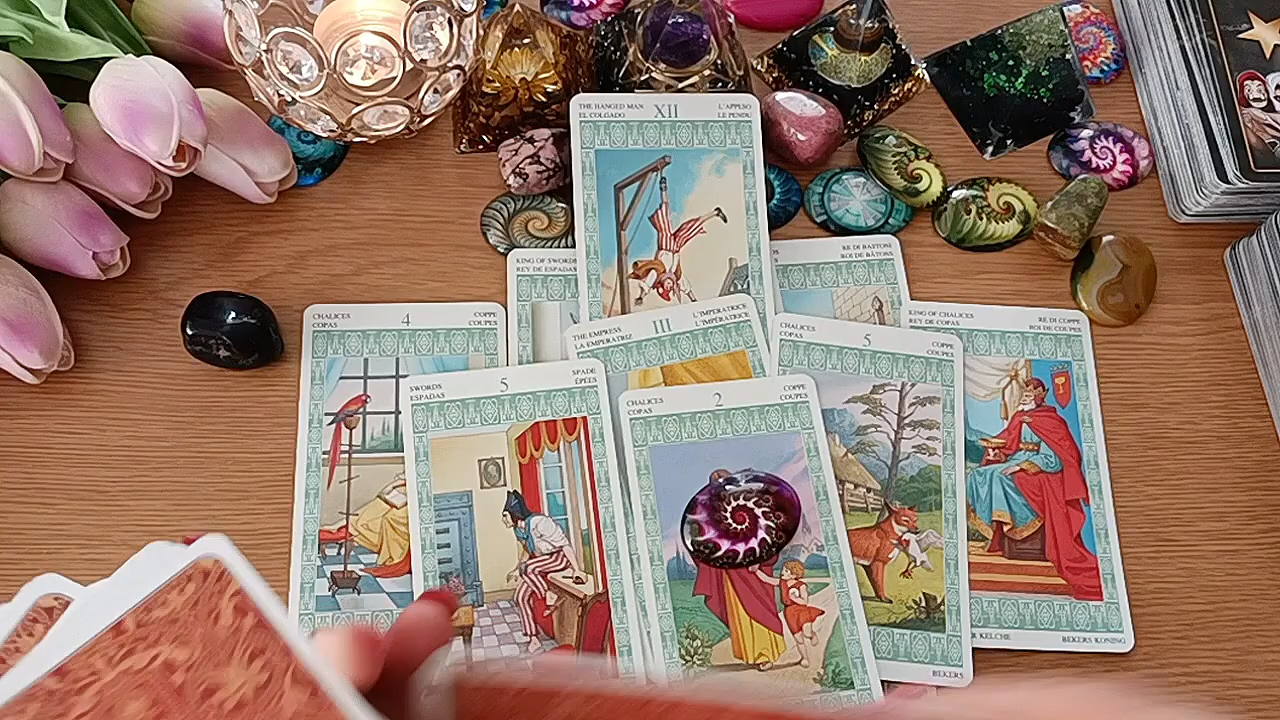 THE HANGED MAN XII L'APPESO
EL COLGADO LE PENDU
KING OF SWORDS
REY DE ESPADAS
RE DI BASTONI
ROI DE BÂTONS
THE EMPRESS III L'IMPERATRICE
LA EMPERATRIZ L'IMPÉRATRICE
CHALICES 4 COPPE
COPAS COUPES
SWORDS 5 SPADE
ESPADAS ÉPÉES
CHALICES 2 COPPE
COPAS COUPES
CHALICES 5 COPPE
COPAS COUPES
BEKERS
KING OF CHALICES RE DI COPPE
REY DE COPAS ROI DE COUPES
R KELCHE BEKERS KONING